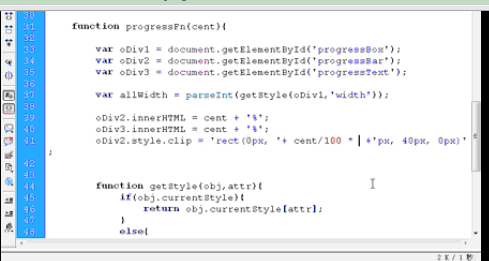 30
31 function progressFn(cent){
32
33 var oDiv1 = document.getElementById('progressBox');
34 var oDiv2 = document.getElementById('progressBar');
35 var oDiv3 = document.getElementById('progressText');
36
37 var allWidth = parseInt(getStyle(oDiv1,'width'));
38
39 oDiv2.innerHTML = cent + '%';
40 oDiv3.innerHTML = cent + '%';
41 oDiv2.style.clip = 'rect(0px, '+ cent/100 * +'px, 40px, 0px)'
;
42
43
44 function getStyle(obj,attr){
45 if(obj.currentStyle){
46 return obj.currentStyle[attr];
47 }
48 else{
2 K / 1 秒